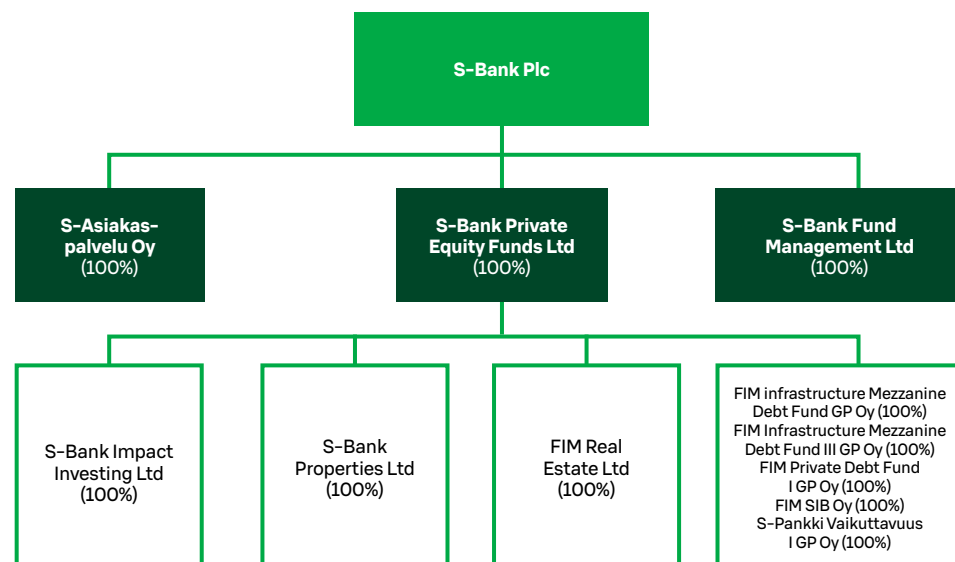 S-Bank Plc
S-Asiakas-
palvelu Oy
(100%)
S-Bank Private
Equity Funds Ltd
(100%)
S-Bank Fund
Management Ltd
(100%)
S-Bank Impact
Investing Ltd
(100%)
S-Bank
Properties Ltd
(100%)
FIM Real
Estate Ltd
(100%)
FIM infrastructure Mezzanine
Debt Fund GP Oy (100%)
FIM Infrastructure Mezzanine
Debt Fund III GP Oy (100%)
FIM Private Debt Fund
I GP Oy (100%)
FIM SIB Oy (100%)
S-Pankki Vaikuttavuus
I GP Oy (100%)